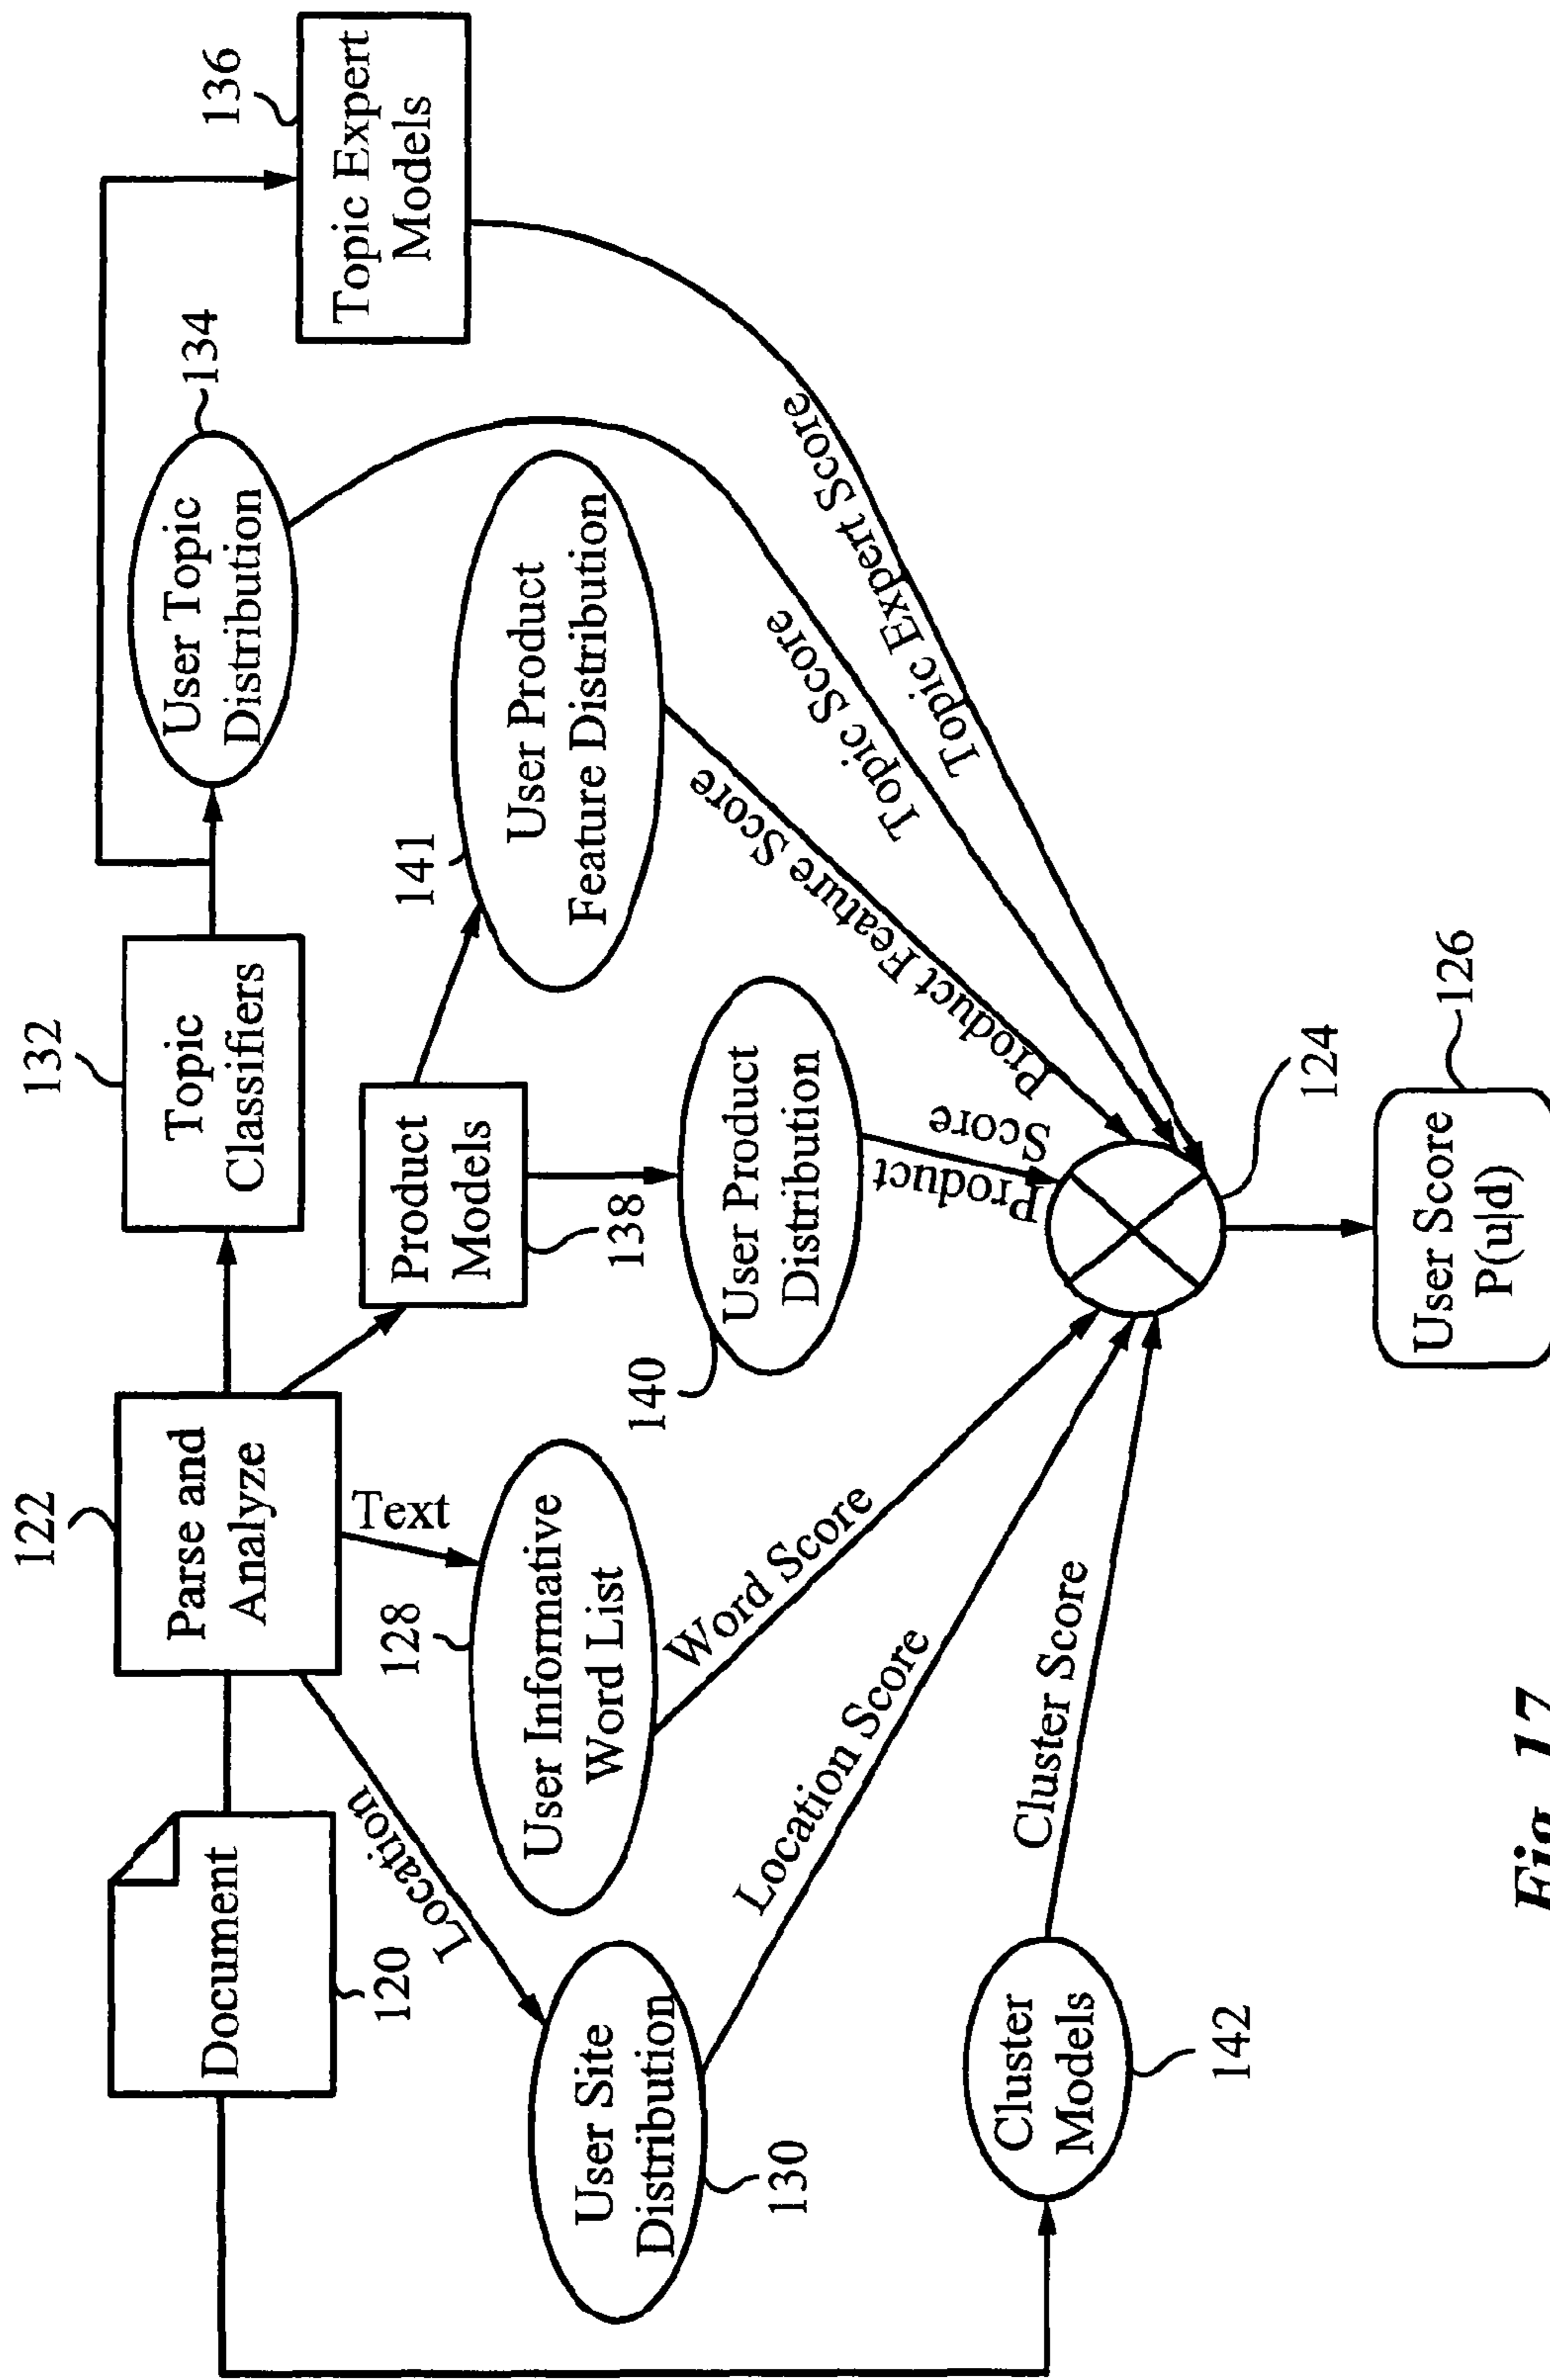 122
132
134
136
Document
120
Parse and
Analyze
Topic
Classifiers
User Topic
Distribution
Topic Expert
Models
Location
Text
128
138
141
Product
Models
User Site
Distribution
130
User Informative
Word List
User Product
Feature Distribution
140
User Product
Distribution
Location Score
Word Score
Product
Score
Product Feature Score
Topic Score
Topic Expert Score
Cluster
Models
142
Cluster Score
124
User Score
P(u|d)
126
Fig. 17